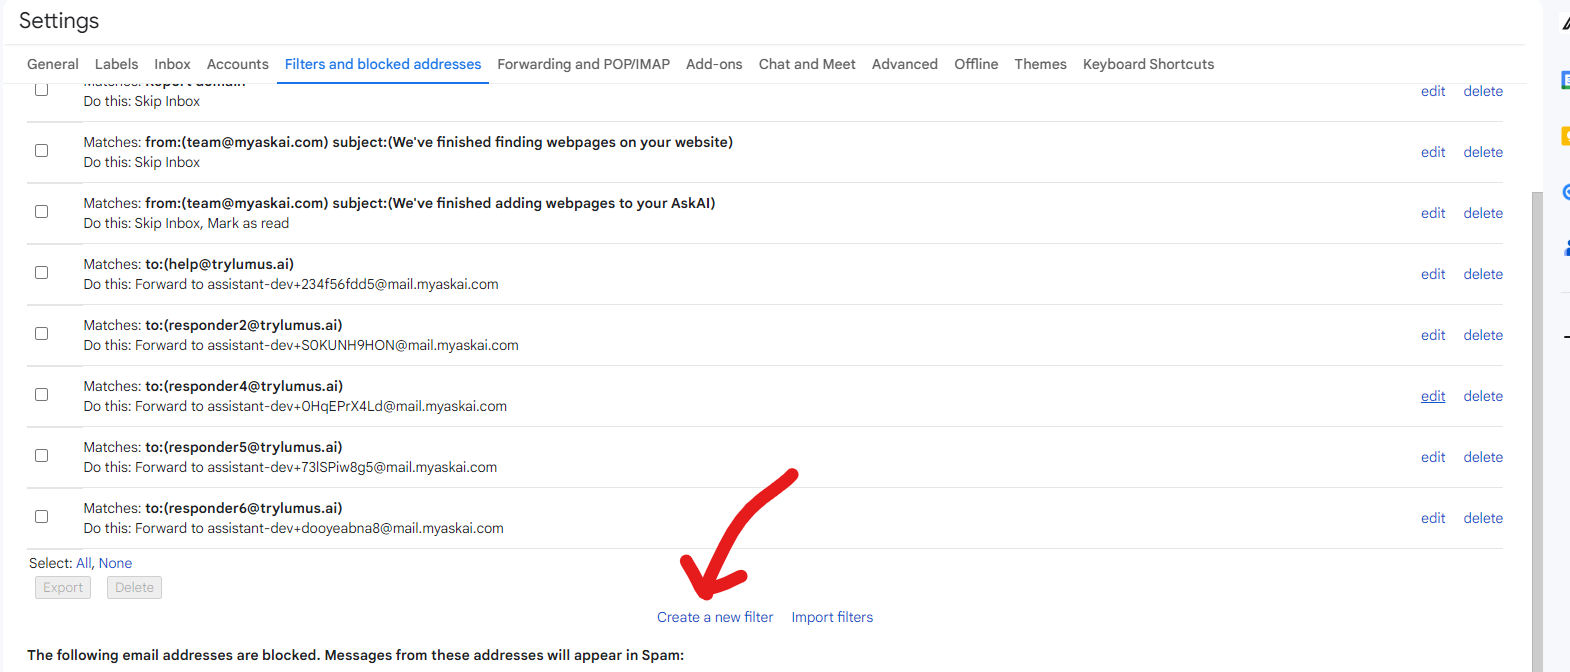 Settings
General Labels Inbox Accounts Filters and blocked addresses Forwarding and POP/IMAP Add-ons Chat and Meet Advanced Offline Themes Keyboard Shortcuts
Matches: Report domain
Do this: Skip Inbox
edit delete
Matches: from:(team@myaskai.com) subject:(We've finished finding webpages on your website)
Do this: Skip Inbox
edit delete
Matches: from:(team@myaskai.com) subject:(We've finished adding webpages to your AskAI)
Do this: Skip Inbox, Mark as read
edit delete
Matches: to:(help@trylumus.ai)
Do this: Forward to assistant-dev+234f56fdd5@mail.myaskai.com
edit delete
Matches: to:(responder2@trylumus.ai)
Do this: Forward to assistant-dev+S0KUNH9HON@mail.myaskai.com
edit delete
Matches: to:(responder4@trylumus.ai)
Do this: Forward to assistant-dev+0HqEPrX4Ld@mail.myaskai.com
edit delete
Matches: to:(responder5@trylumus.ai)
Do this: Forward to assistant-dev+73lSPiw8g5@mail.myaskai.com
edit delete
Matches: to:(responder6@trylumus.ai)
Do this: Forward to assistant-dev+dooyeabna8@mail.myaskai.com
edit delete
Select: All, None
Export Delete
Create a new filter Import filters
The following email addresses are blocked. Messages from these addresses will appear in Spam: